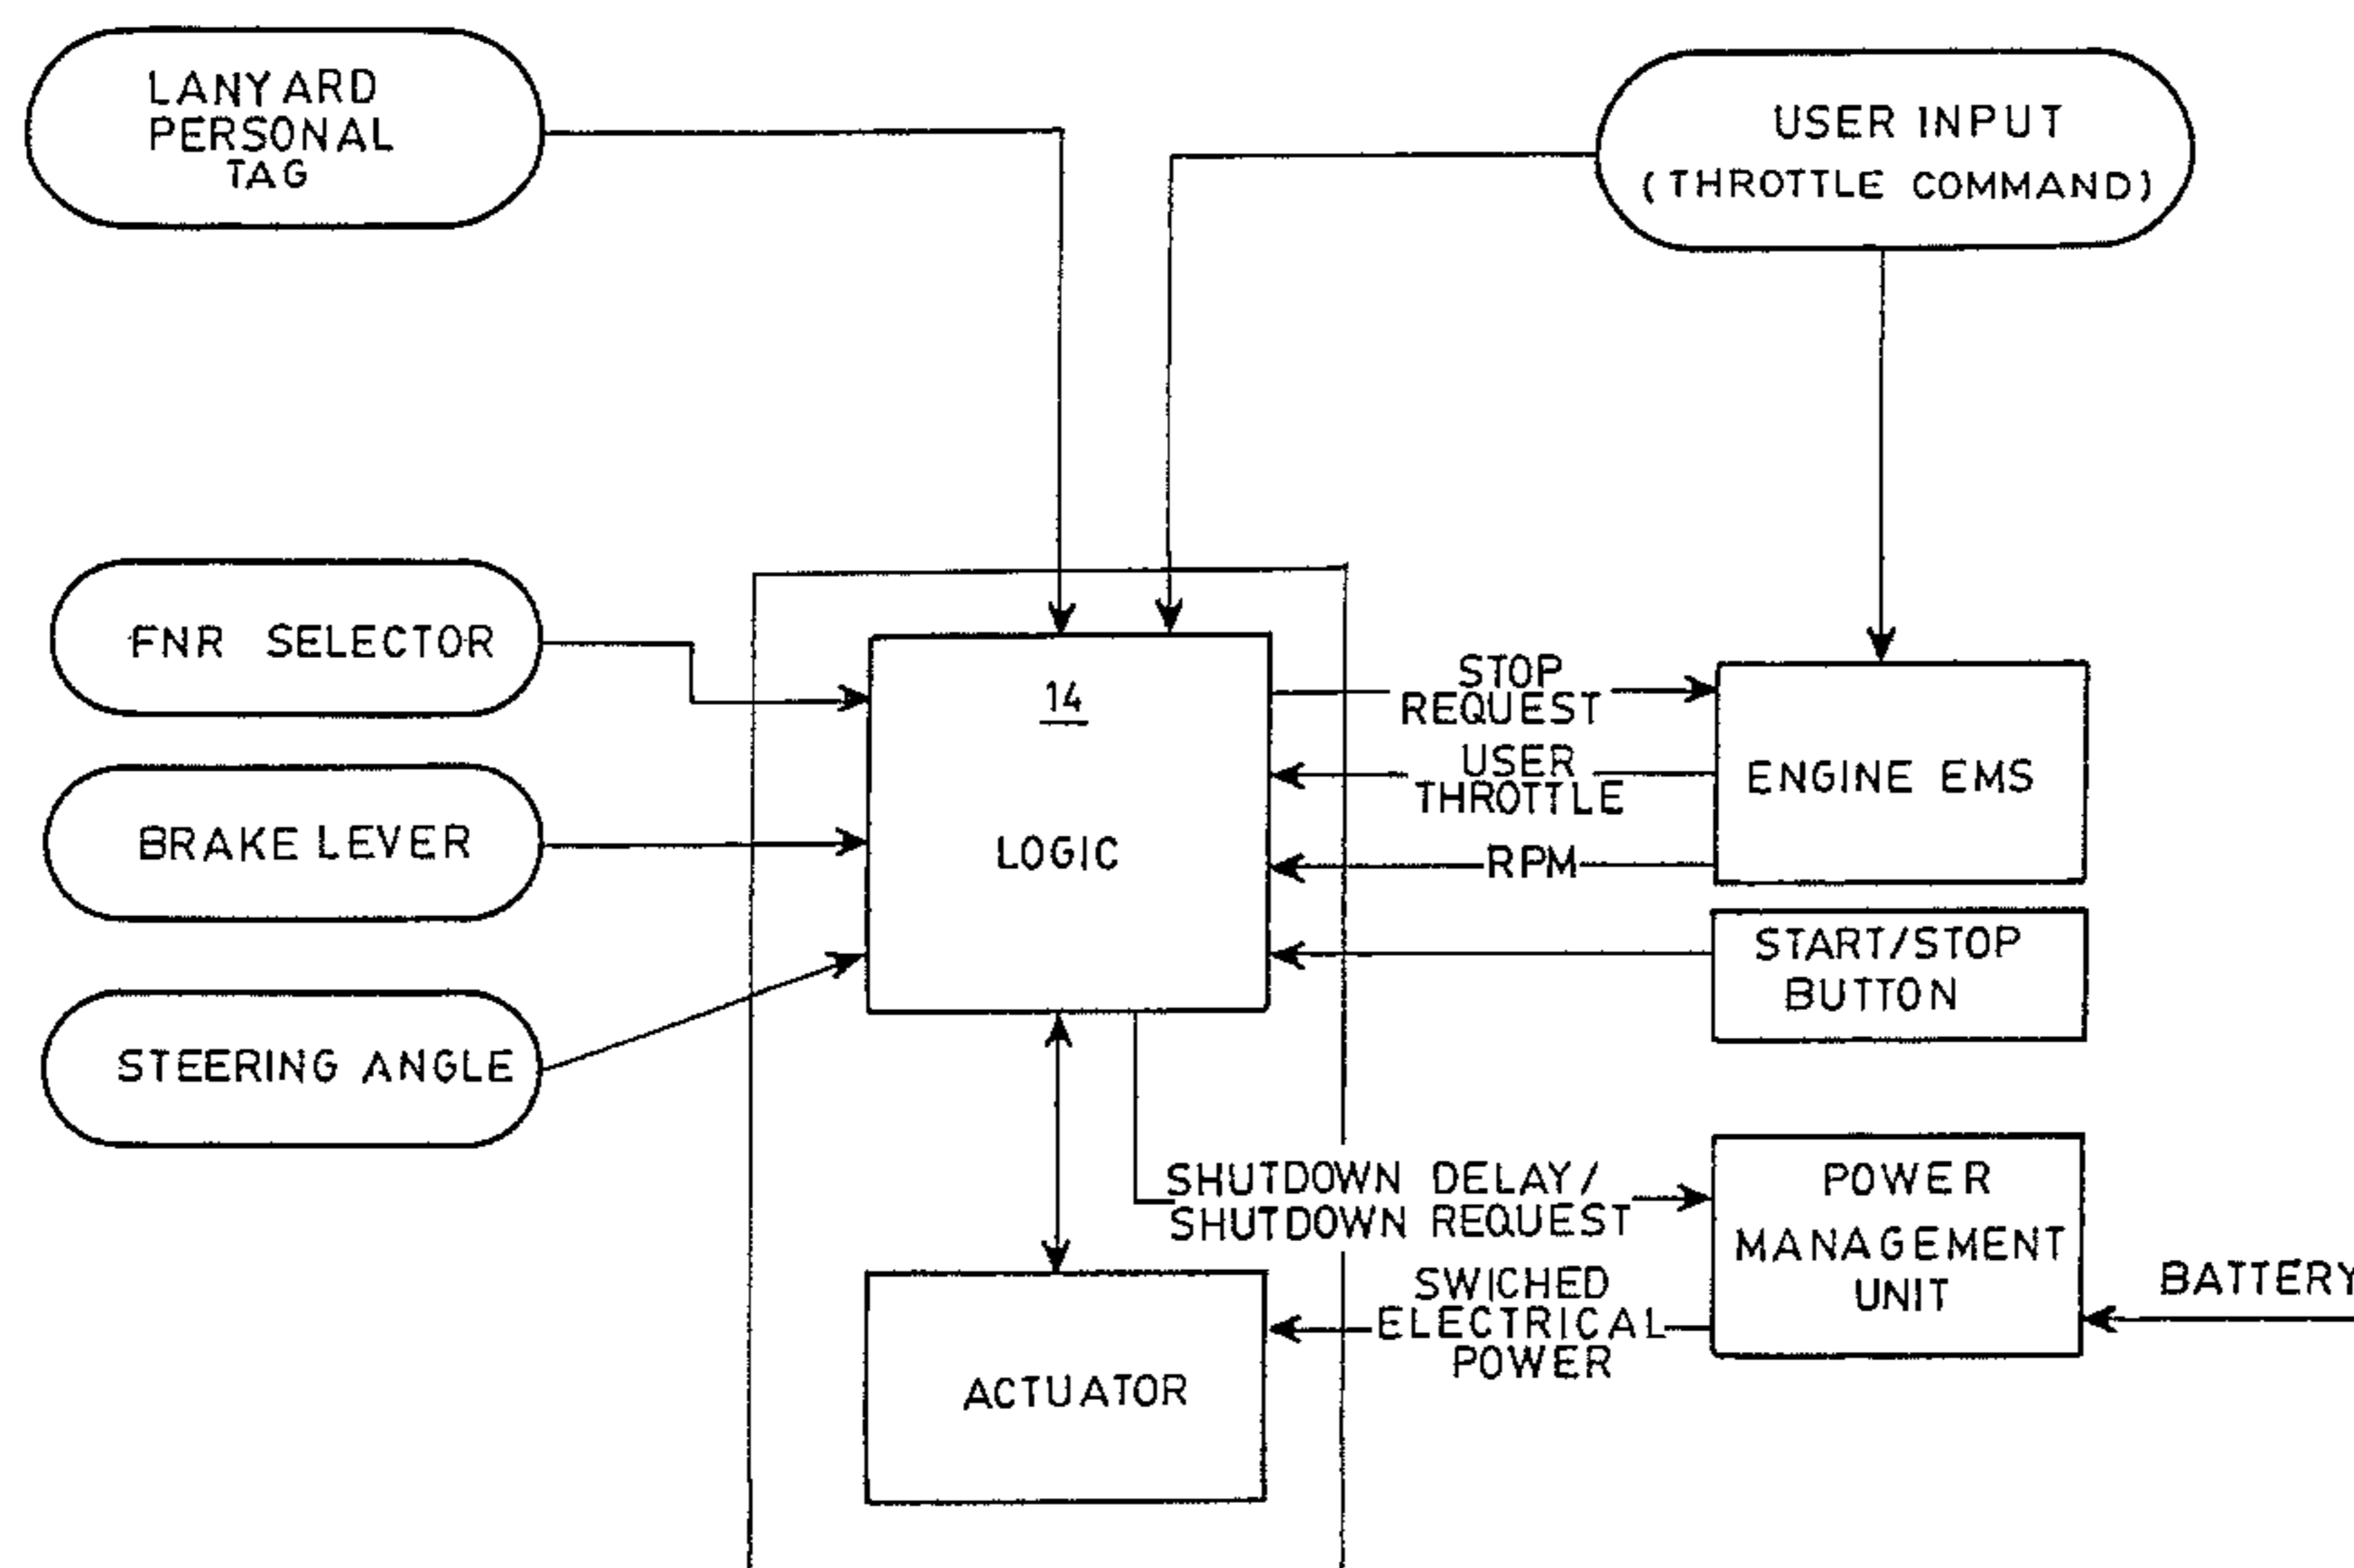 LANYARD
PERSONAL
TAG
USER INPUT
(THROTTLE COMMAND)
FNR SELECTOR
BRAKE LEVER
STEERING ANGLE
14
LOGIC
STOP
REQUEST
USER
THROTTLE
RPM
ENGINE EMS
START/STOP
BUTTON
SHUTDOWN DELAY/
SHUTDOWN REQUEST
POWER
MANAGEMENT
UNIT
BATTERY
SWICHED
ELECTRICAL
POWER
ACTUATOR